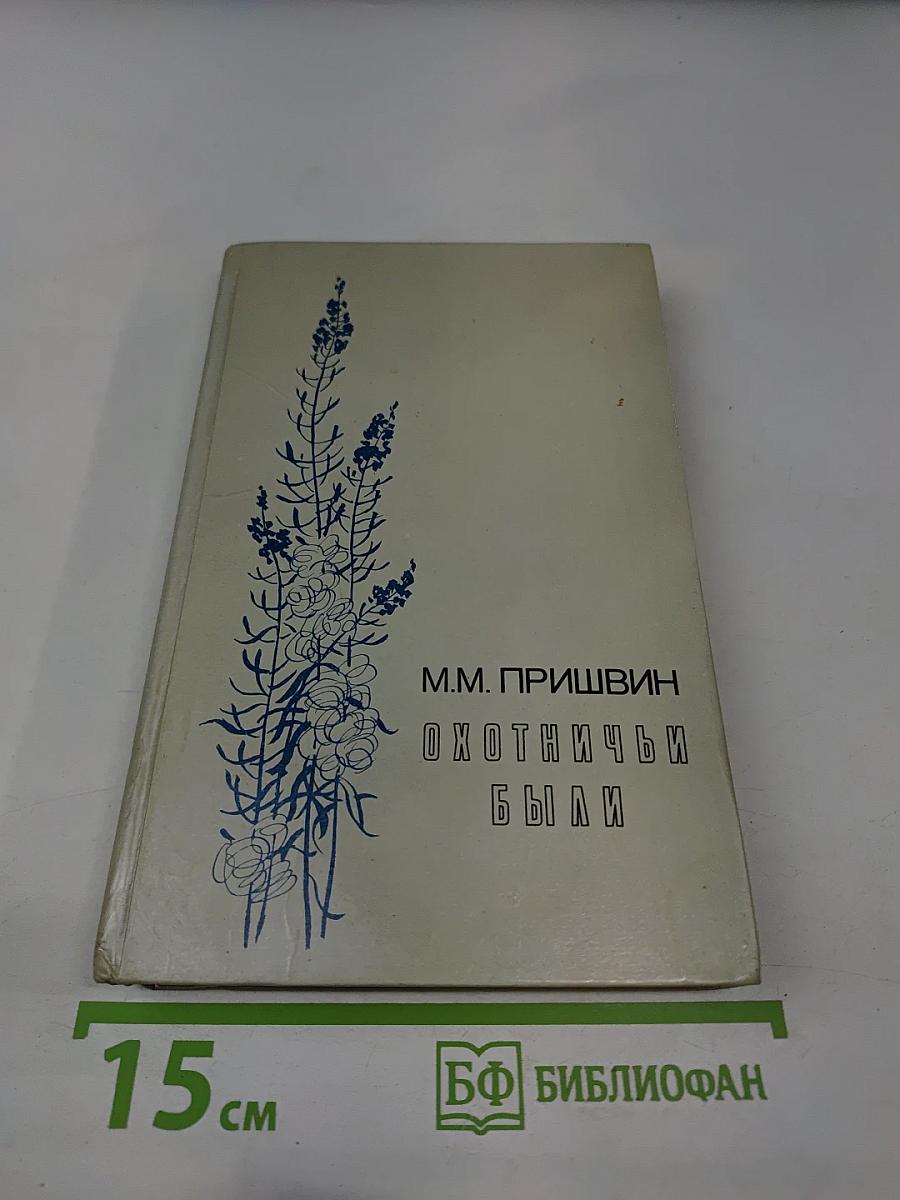 М.М. ПРИШВИН
ОХОТНИЧЬИ
БЫЛИ
15 см
БФ БИБЛИОФАН